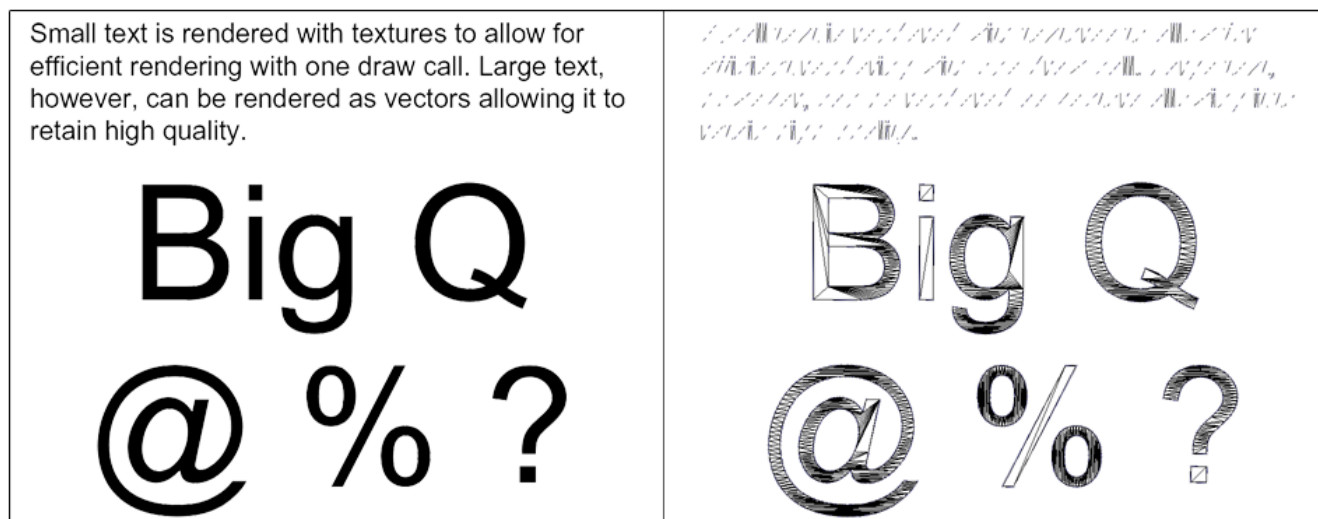 Small text is rendered with textures to allow for
efficient rendering with one draw call. Large text,
however, can be rendered as vectors allowing it to
retain high quality.
Big Q
@ % ?
Big Q
@ % ?